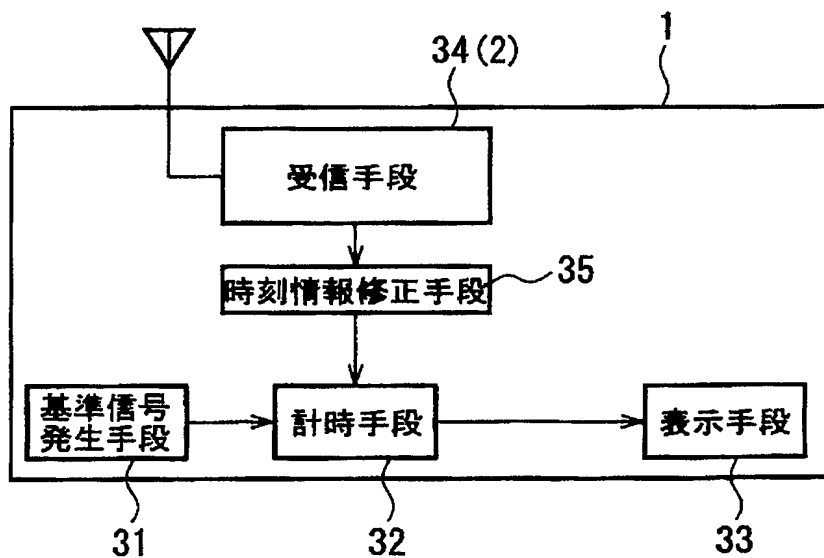 1
34(2)
受信手段
時刻情報修正手段
35
基準信号
発生手段
計時手段
表示手段
31
32
33